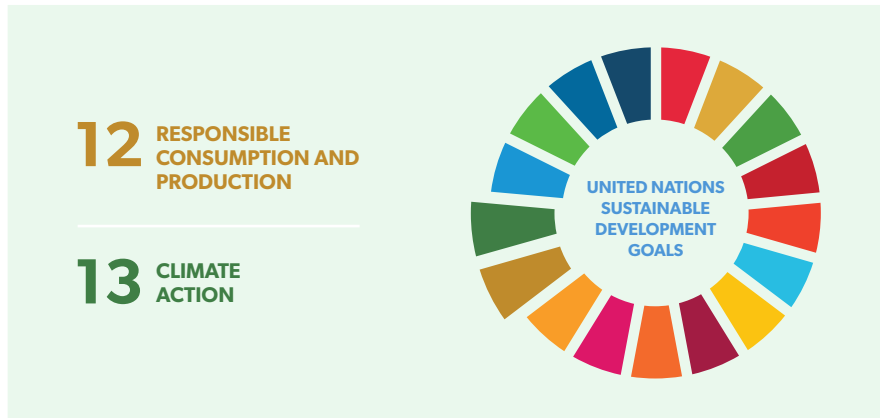 12 RESPONSIBLE
CONSUMPTION AND
PRODUCTION
13 CLIMATE
ACTION
UNITED NATIONS
SUSTAINABLE
DEVELOPMENT
GOALS